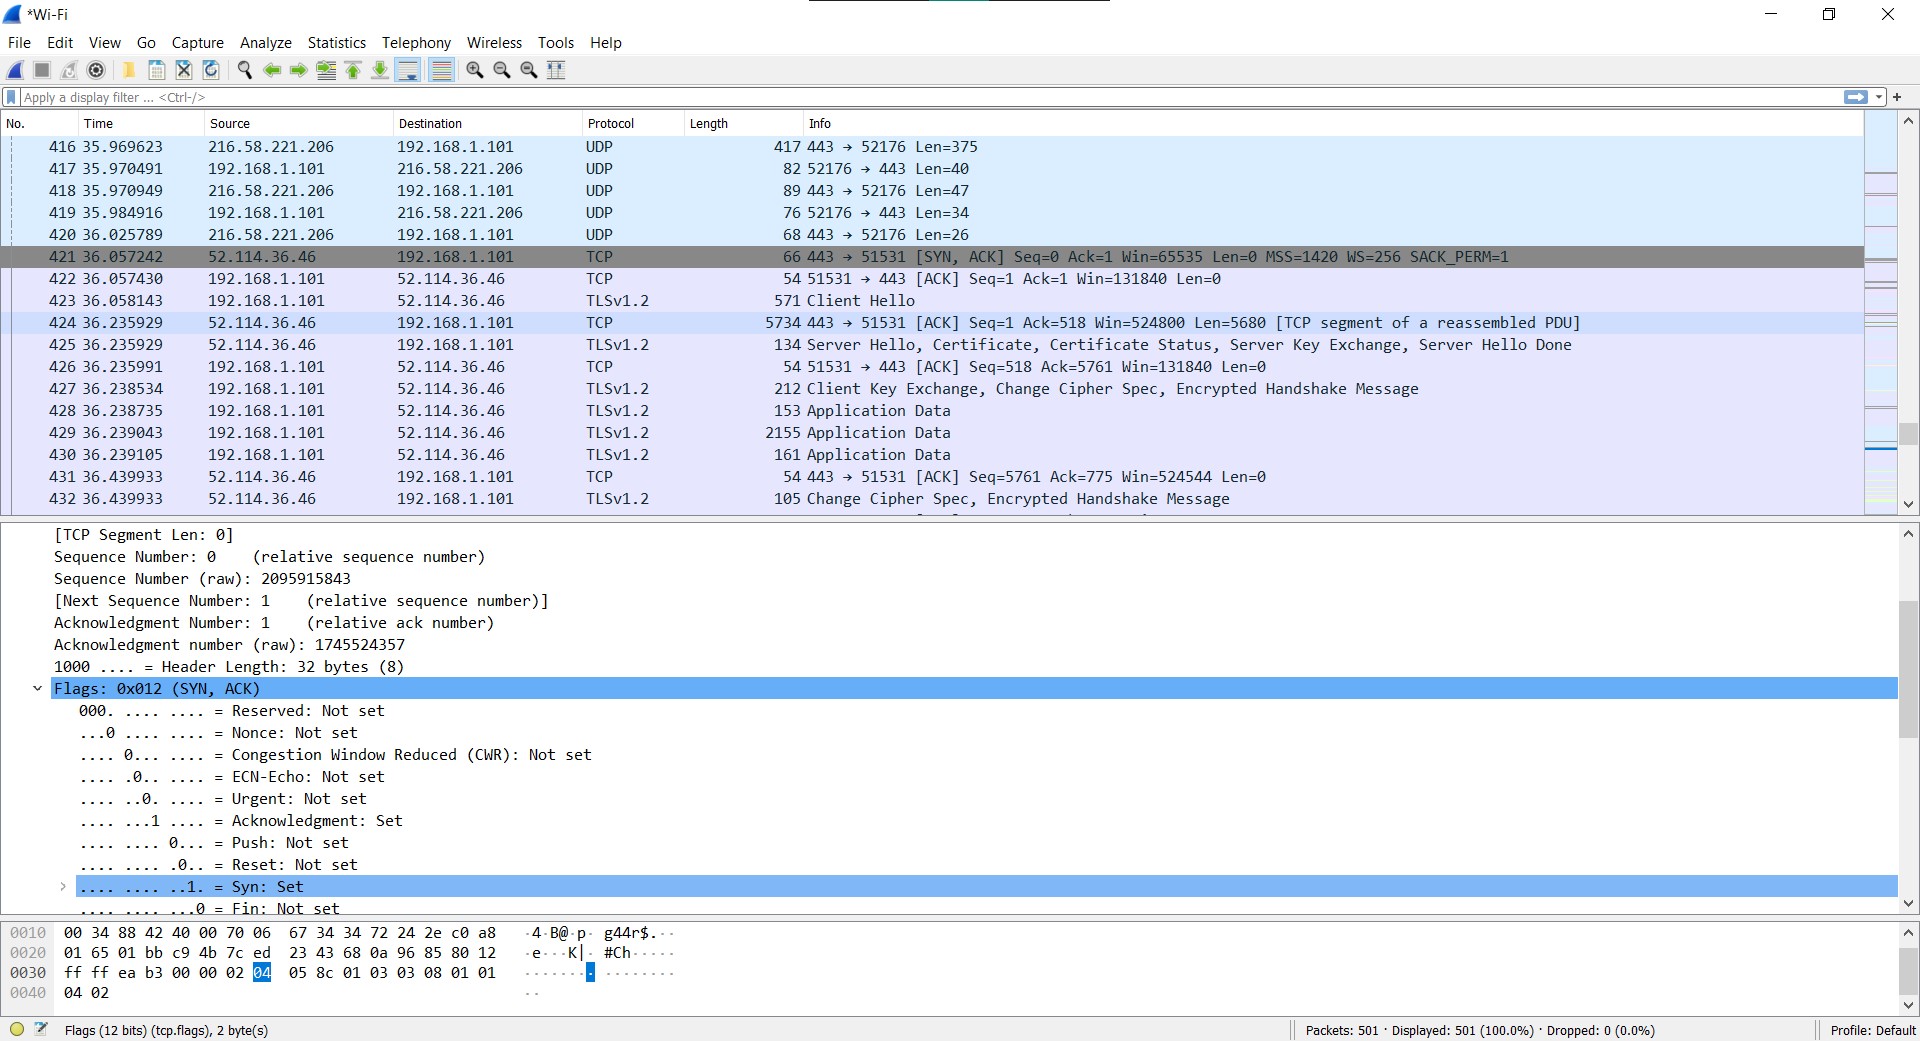 *Wi-Fi
File Edit View Go Capture Analyze Statistics Telephony Wireless Tools Help
Apply a display filter ... <Ctrl-/>
+
No. Time Source Destination Protocol Length Info
416 35.969623 216.58.221.206 192.168.1.101 UDP 417 443 → 52176 Len=375
417 35.970491 192.168.1.101 216.58.221.206 UDP 82 52176 → 443 Len=40
418 35.970949 216.58.221.206 192.168.1.101 UDP 89 443 → 52176 Len=47
419 35.984916 192.168.1.101 216.58.221.206 UDP 76 52176 → 443 Len=34
420 36.025789 216.58.221.206 192.168.1.101 UDP 68 443 → 52176 Len=26
421 36.057242 52.114.36.46 192.168.1.101 TCP 66 443 → 51531 [SYN, ACK] Seq=0 Ack=1 Win=65535 Len=0 MSS=1420 WS=256 SACK_PERM=1
422 36.057430 192.168.1.101 52.114.36.46 TCP 54 51531 → 443 [ACK] Seq=1 Ack=1 Win=131840 Len=0
423 36.058143 192.168.1.101 52.114.36.46 TLSv1.2 571 Client Hello
424 36.235929 52.114.36.46 192.168.1.101 TCP 5734 443 → 51531 [ACK] Seq=1 Ack=518 Win=524800 Len=5680 [TCP segment of a reassembled PDU]
425 36.235929 52.114.36.46 192.168.1.101 TLSv1.2 134 Server Hello, Certificate, Certificate Status, Server Key Exchange, Server Hello Done
426 36.235991 192.168.1.101 52.114.36.46 TCP 54 51531 → 443 [ACK] Seq=518 Ack=5761 Win=131840 Len=0
427 36.238534 192.168.1.101 52.114.36.46 TLSv1.2 212 Client Key Exchange, Change Cipher Spec, Encrypted Handshake Message
428 36.238735 192.168.1.101 52.114.36.46 TLSv1.2 153 Application Data
429 36.239043 192.168.1.101 52.114.36.46 TLSv1.2 2155 Application Data
430 36.239105 192.168.1.101 52.114.36.46 TLSv1.2 161 Application Data
431 36.439933 52.114.36.46 192.168.1.101 TCP 54 443 → 51531 [ACK] Seq=5761 Ack=775 Win=524544 Len=0
432 36.439933 52.114.36.46 192.168.1.101 TLSv1.2 105 Change Cipher Spec, Encrypted Handshake Message
[TCP Segment Len: 0]
Sequence Number: 0 (relative sequence number)
Sequence Number (raw): 2095915843
[Next Sequence Number: 1 (relative sequence number)]
Acknowledgment Number: 1 (relative ack number)
Acknowledgment number (raw): 1745524357
1000 .... = Header Length: 32 bytes (8)
Flags: 0x012 (SYN, ACK)
000. .... .... = Reserved: Not set
...0 .... .... = Nonce: Not set
.... 0... .... = Congestion Window Reduced (CWR): Not set
.... .0.. .... = ECN-Echo: Not set
.... ..0. .... = Urgent: Not set
.... ...1 .... = Acknowledgment: Set
.... .... 0... = Push: Not set
.... .... .0.. = Reset: Not set
.... .... ..1. = Syn: Set
.... .... ...0 = Fin: Not set
0010 00 34 88 42 40 00 70 06 67 34 34 72 24 2e c0 a8 ·4·B@·p· g44r$.··
0020 01 65 01 bb c9 4b 7c ed 23 43 68 0a 96 85 80 12 ·e···K|· #Ch·····
0030 ff ff ea b3 00 00 02 04 05 8c 01 03 03 08 01 01 ········ ········
0040 04 02 ··
Flags (12 bits) (tcp.flags), 2 byte(s) Packets: 501 · Displayed: 501 (100.0%) · Dropped: 0 (0.0%) Profile: Default